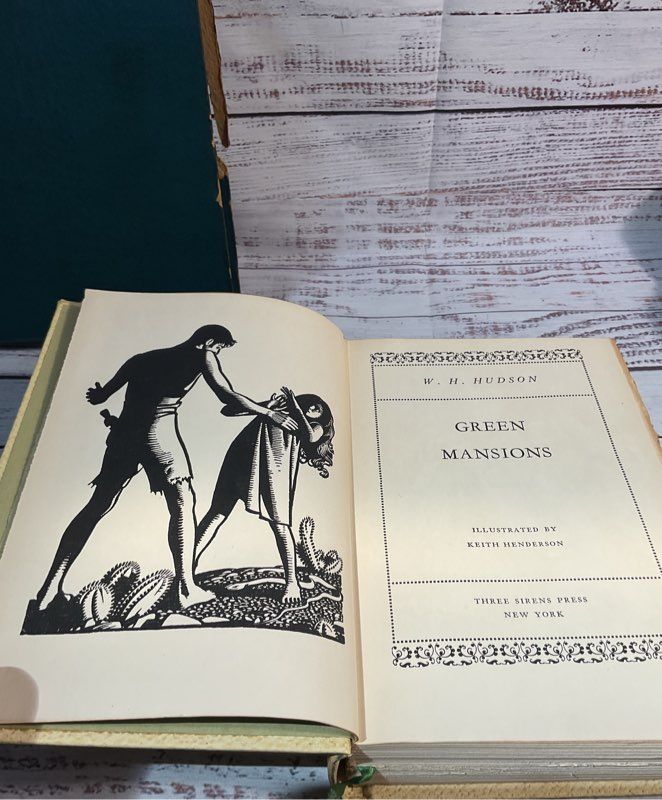 W. H. HUDSON
GREEN
MANSIONS
ILLUSTRATED BY
KEITH HENDERSON
THREE SIRENS PRESS
NEW YORK